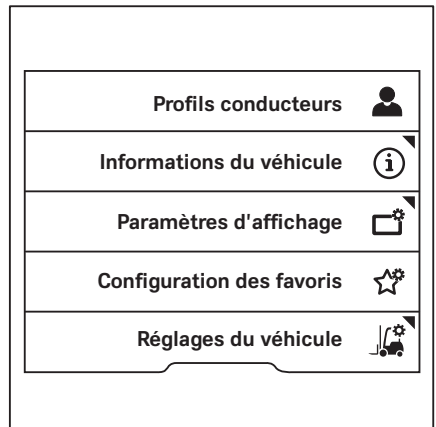 Profils conducteurs
Informations du véhicule
Paramètres d'affichage
Configuration des favoris
Réglages du véhicule